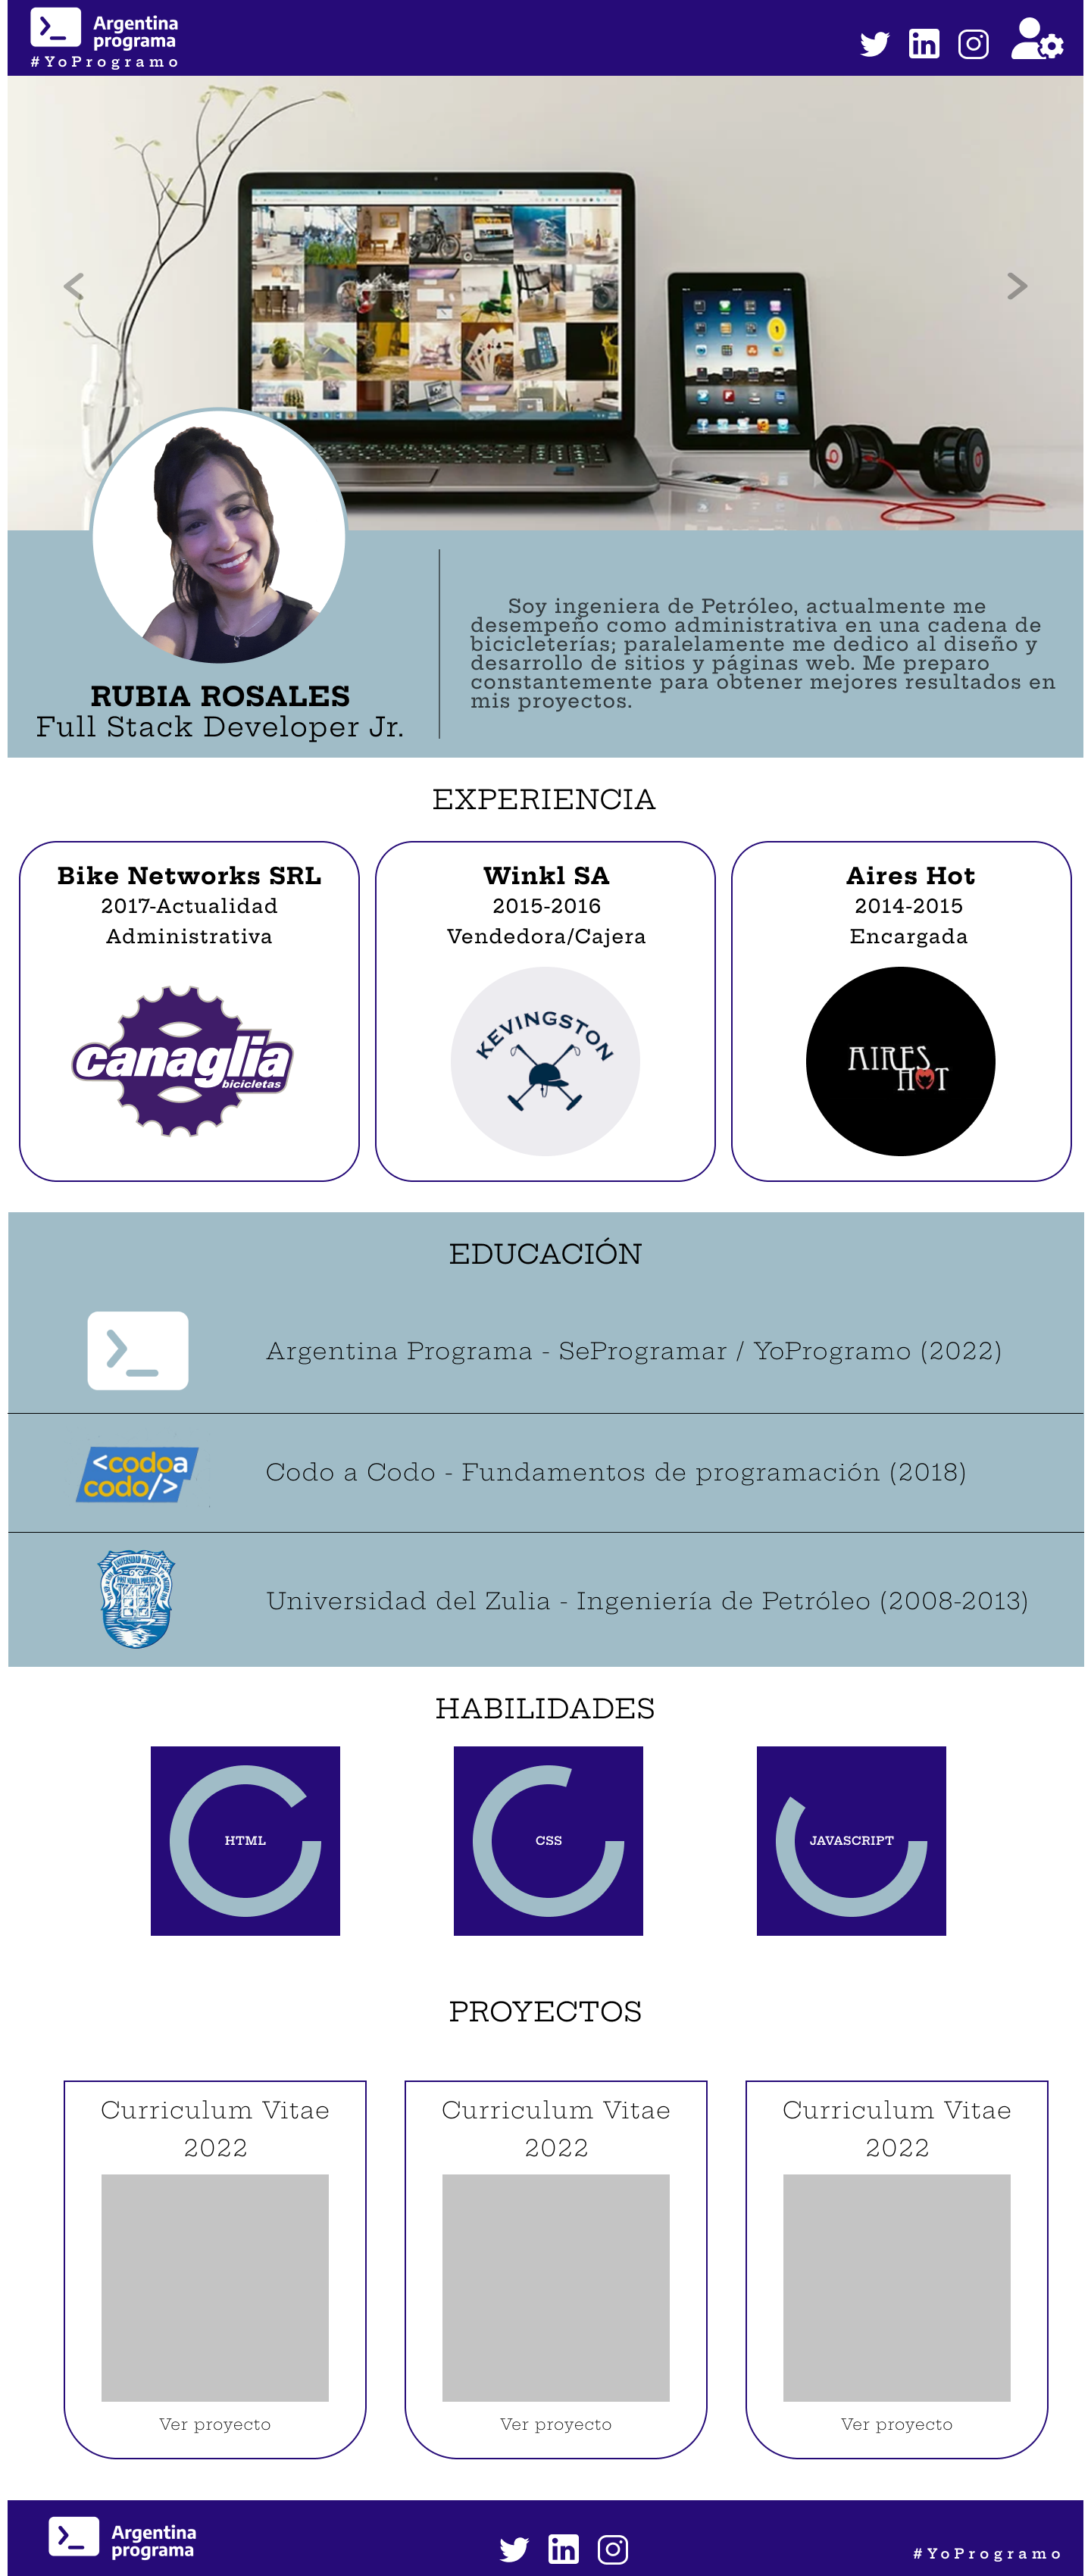 Argentina
programa
#YoProgramo
RUBIA ROSALES
Full Stack Developer Jr.
Soy ingeniera de Petróleo, actualmente me
desempeño como administrativa en una cadena de
bicicleterías; paralelamente me dedico al diseño y
desarrollo de sitios y páginas web. Me preparo
constantemente para obtener mejores resultados en
mis proyectos.
EXPERIENCIA
Bike Networks SRL
2017-Actualidad
Administrativa
canaglia
bicicletas
Winkl SA
2015-2016
Vendedora/Cajera
KEVINGSTON
Aires Hot
2014-2015
Encargada
AIRES
HOT
EDUCACIÓN
Argentina Programa - SeProgramar / YoProgramo (2022)
<codoa
codo/>
Codo a Codo - Fundamentos de programación (2018)
Universidad del Zulia - Ingeniería de Petróleo (2008-2013)
HABILIDADES
HTML
CSS
JAVASCRIPT
PROYECTOS
Curriculum Vitae
2022
Ver proyecto
Curriculum Vitae
2022
Ver proyecto
Curriculum Vitae
2022
Ver proyecto
Argentina
programa
#YoProgramo